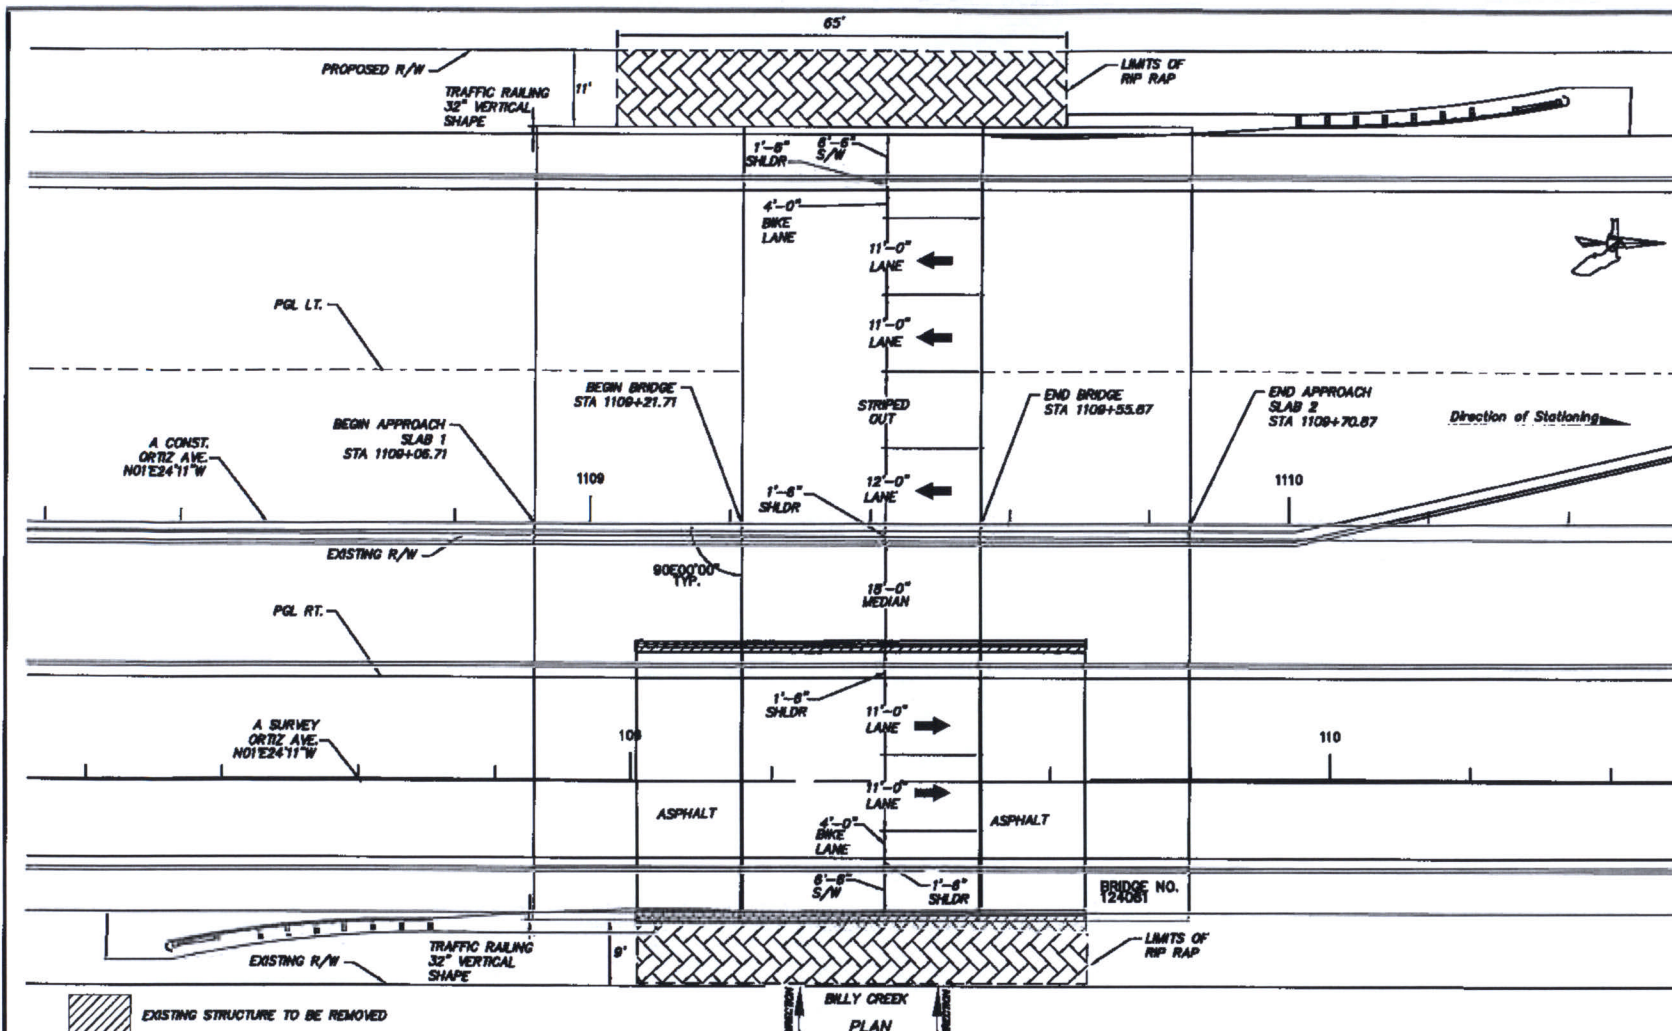 65'
PROPOSED R/W
11'
LIMITS OF
RIP RAP
TRAFFIC RAILING
32" VERTICAL
SHAPE
1'-6"
SHLDR
6'-6"
S/W
4'-0"
BIKE
LANE
11'-0"
LANE
PGL LT.
11'-0"
LANE
BEGIN BRIDGE
STA 1109+21.71
STRIPED
OUT
END BRIDGE
STA 1109+55.67
END APPROACH
SLAB 2
STA 1109+70.67
Direction of Stationing
BEGIN APPROACH
SLAB 1
STA 1109+06.71
A CONST.
ORTIZ AVE.
N01'E24'11"W
1109
1'-6"
SHLDR
12'-0"
LANE
1110
EXISTING R/W
90E00'00"
TYP.
18'-0"
MEDIAN
PGL RT.
1'-6"
SHLDR
11'-0"
LANE
A SURVEY
ORTIZ AVE.
N01'E24'11"W
109
110
11'-0"
LANE
ASPHALT
4'-0"
BIKE
LANE
ASPHALT
6'-6"
S/W
1'-6"
SHLDR
BRIDGE NO.
124081
TRAFFIC RAILING
32" VERTICAL
SHAPE
9'
LIMITS OF
RIP RAP
EXISTING R/W
EXISTING STRUCTURE TO BE REMOVED
BILLY CREEK
PLAN